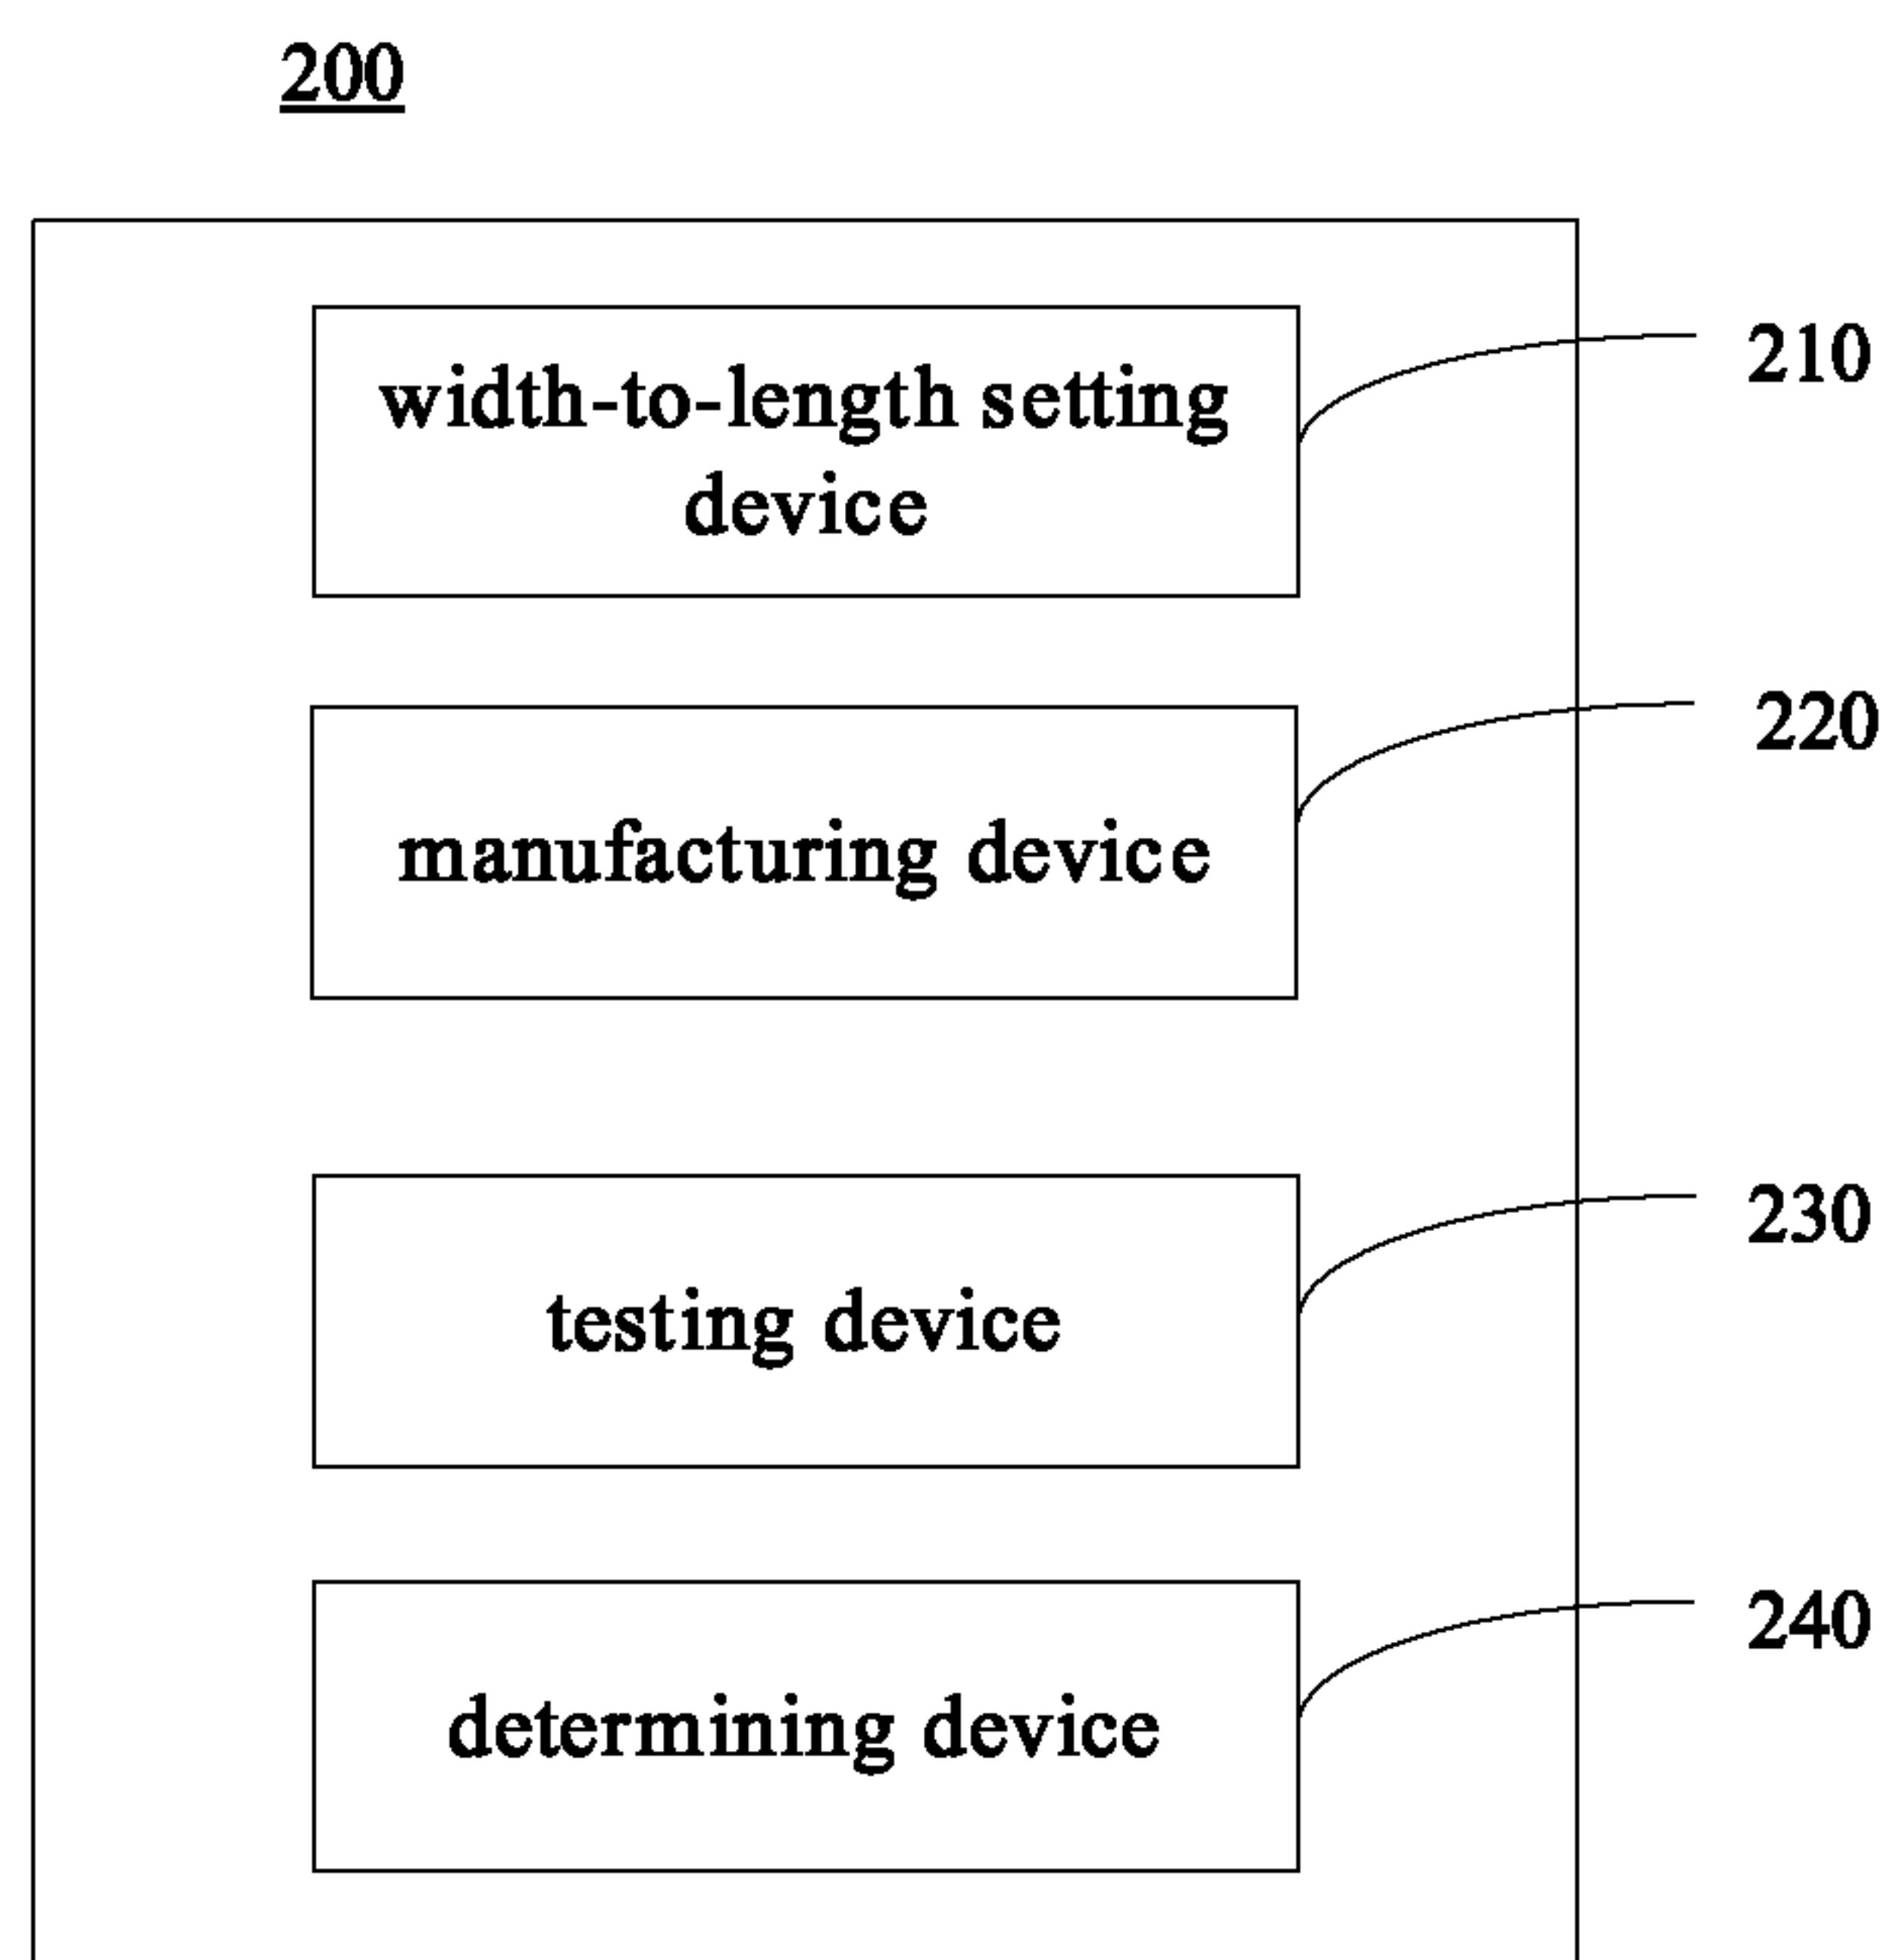 200
width-to-length setting
device
210
manufacturing device
220
testing device
230
determining device
240